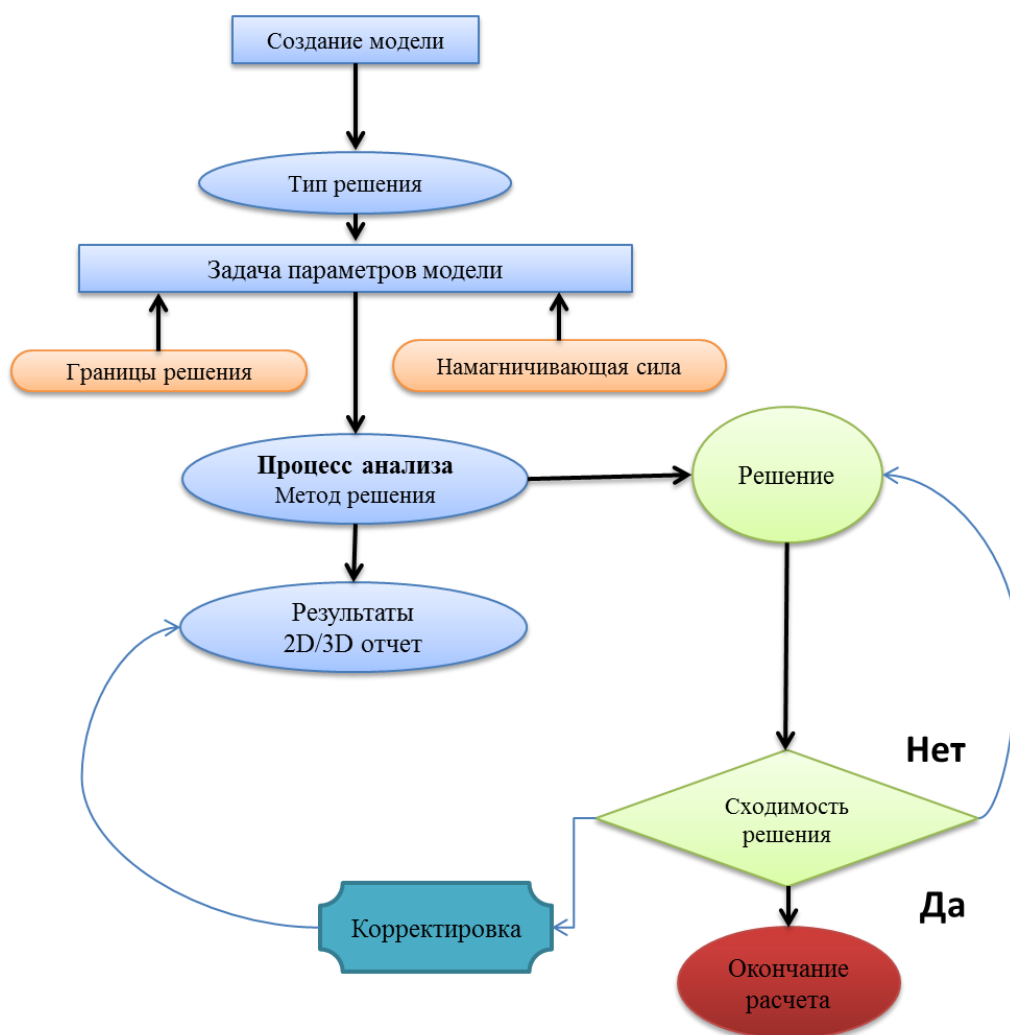 Создание модели
Тип решения
Задача параметров модели
Границы решения
Намагничивающая сила
Процесс анализа
Метод решения
Решение
Результаты
2D/3D отчет
Нет
Сходимость
решения
Да
Корректировка
Окончание
расчета